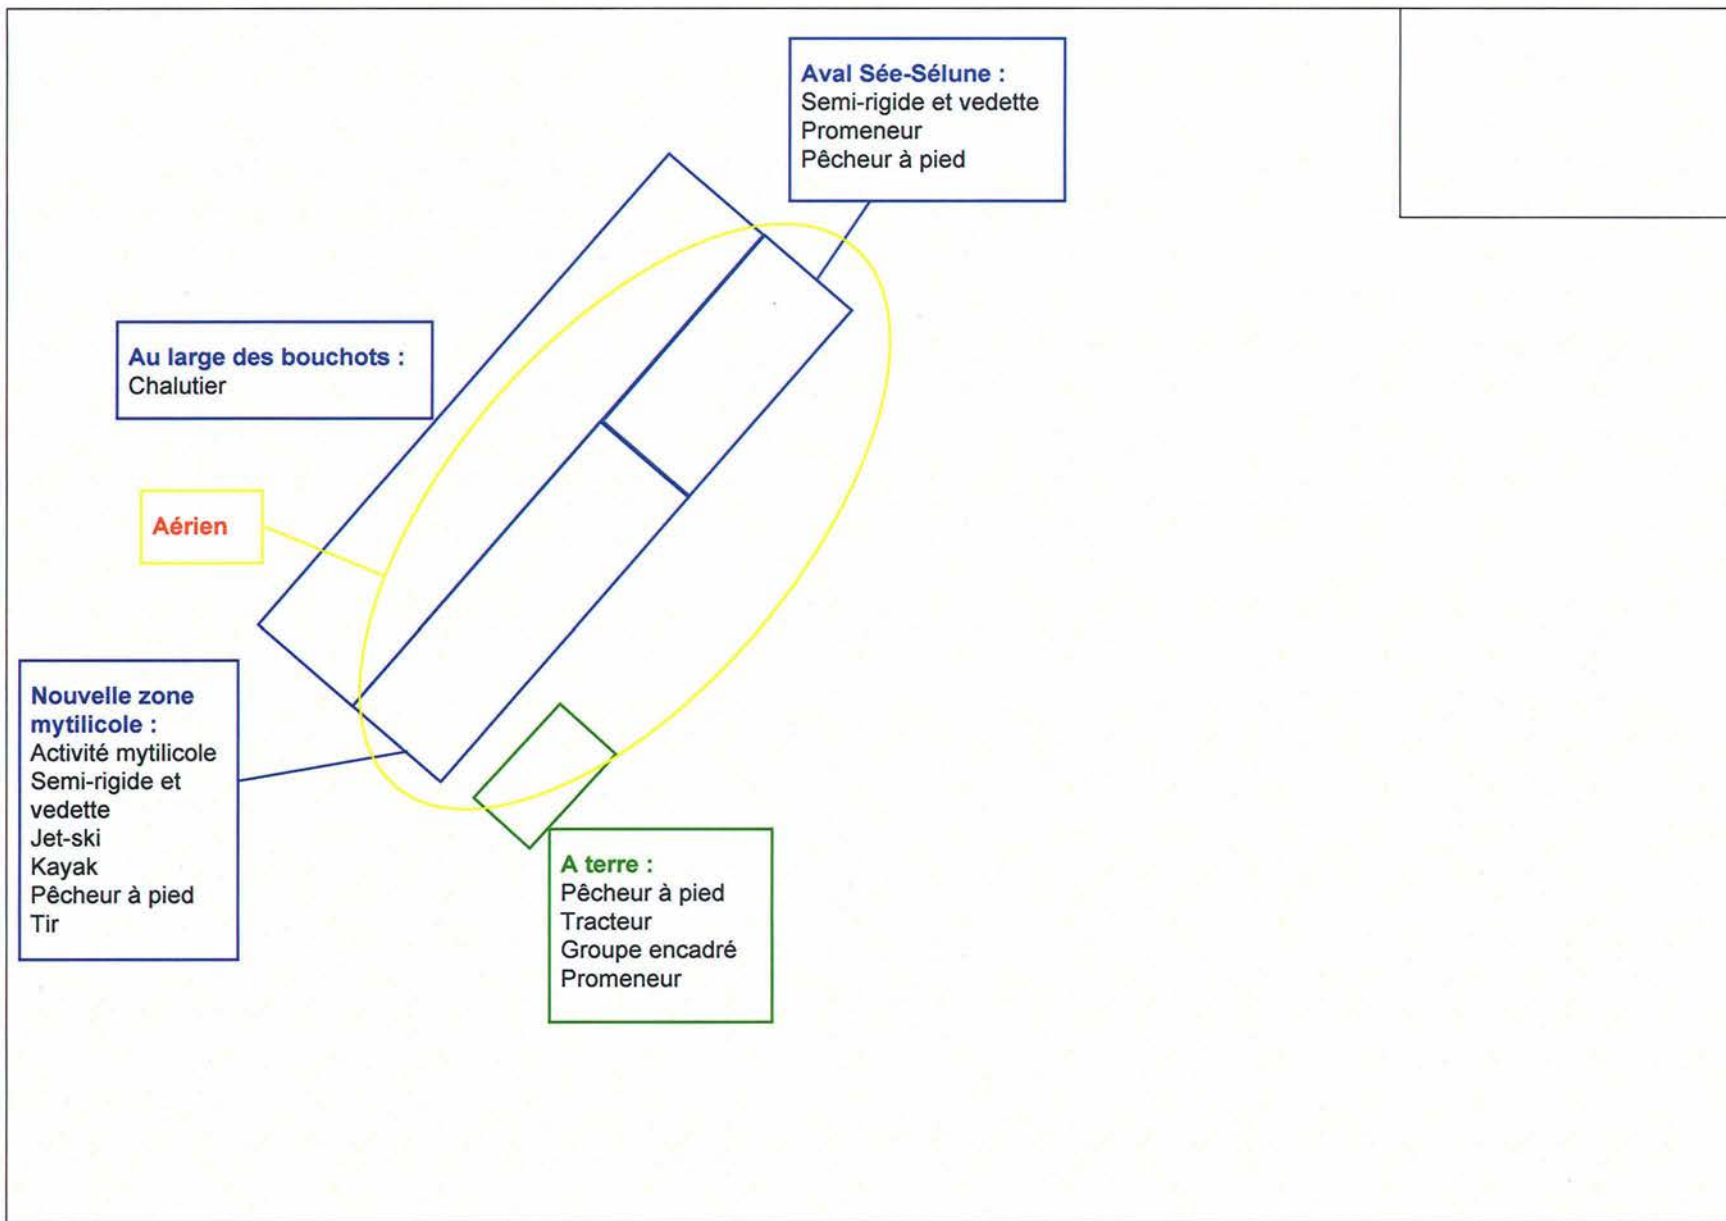 Aval Sée-Sélune :
Semi-rigide et vedette
Promeneur
Pêcheur à pied
Au large des bouchots :
Chalutier
Aérien
Nouvelle zone
mytilicole :
Activité mytilicole
Semi-rigide et
vedette
Jet-ski
Kayak
Pêcheur à pied
Tir
A terre :
Pêcheur à pied
Tracteur
Groupe encadré
Promeneur